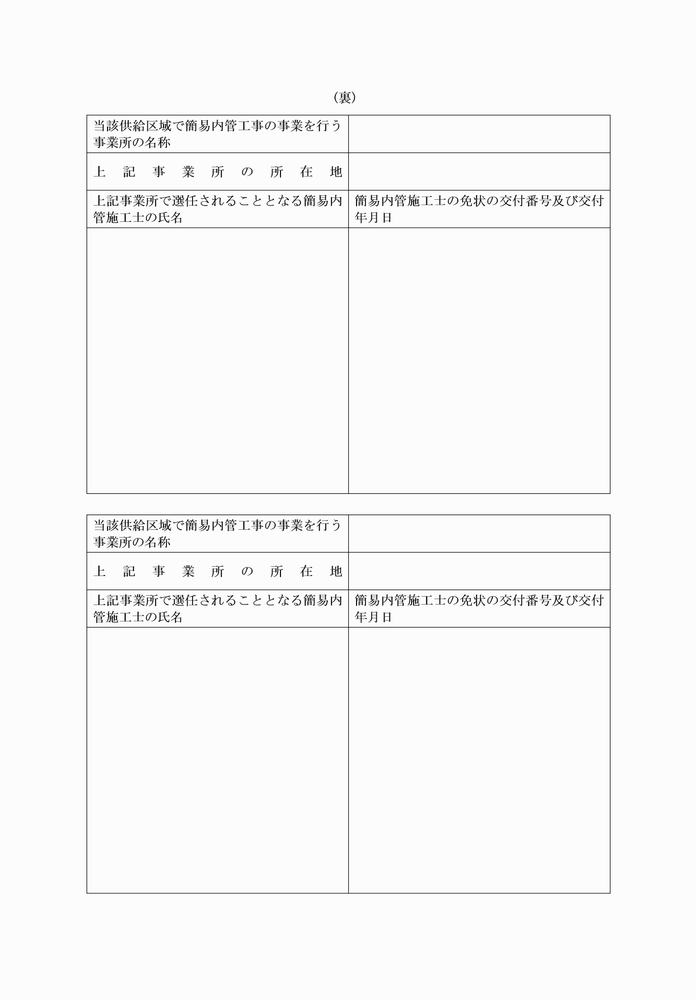 （裏）
当該供給区域で簡易内管工事の事業を行う
事業所の名称
上記事業所の所在地
上記事業所で選任されることとなる簡易内
管施工士の氏名
簡易内管施工士の免状の交付番号及び交付
年月日
当該供給区域で簡易内管工事の事業を行う
事業所の名称
上記事業所の所在地
上記事業所で選任されることとなる簡易内
管施工士の氏名
簡易内管施工士の免状の交付番号及び交付
年月日